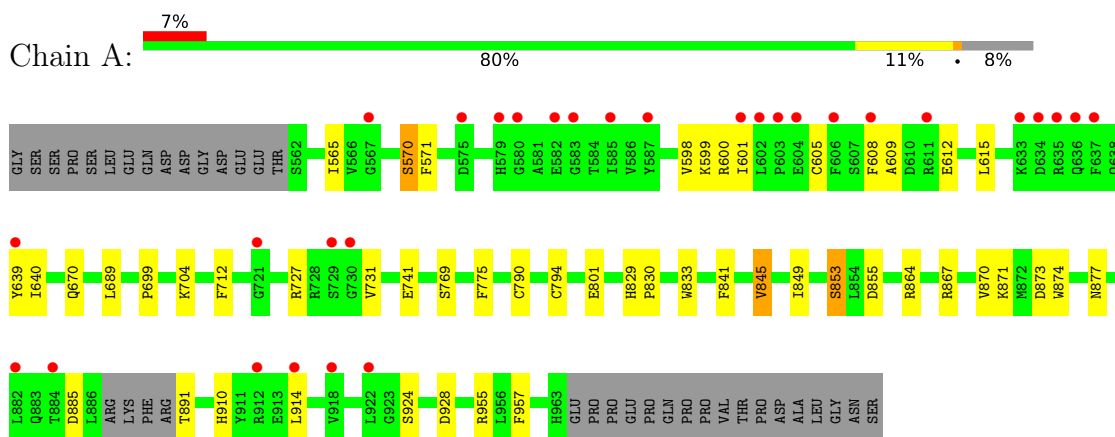 7%
Chain A:
80% 11% • 8%
GLY SER SER PRO SER LEU GLU GLN ASP ASP GLY ASP GLU GLU THR S562 I565 V566 G567 S570 F571 D575 H579 G580 A581 E582 G583 T584 I585 V586 Y587 V598 K599 R600 I601 L602 P603 E604 C605 F606 S607 F608 A609 D610 R611 E612 L615 K633 D634 R635 Q636 F637 Q638
Y639 I640 Q670 L689 P699 K704 F712 G721 R727 R728 S729 G730 V731 E741 S769 F775 C790 C794 E801 H829 P830 W833 F841 V845 I849 S853 L854 D855 R864 R867 V870 K871 M872 D873 W874 N877
L882 Q883 T884 D885 L886 ARG LYS PHE ARG T891 H910 Y911 R912 E913 L914 V918 L922 G923 S924 D928 R955 L956 F957 H963 GLU PRO PRO GLU PRO GLN PRO PRO VAL THR PRO ASP ALA LEU GLY ASN SER